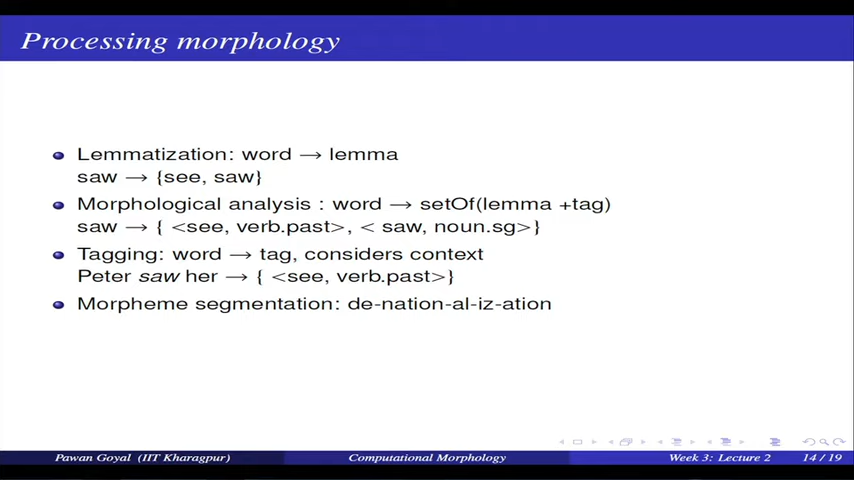 Processing morphology
Lemmatization: word → lemma
saw → {see, saw}
Morphological analysis : word → setOf(lemma +tag)
saw → { <see, verb.past>, < saw, noun.sg>}
Tagging: word → tag, considers context
Peter saw her → { <see, verb.past>}
Morpheme segmentation: de-nation-al-iz-ation
Pawan Goyal (IIT Kharagpur) Computational Morphology Week 3: Lecture 2 14 / 19